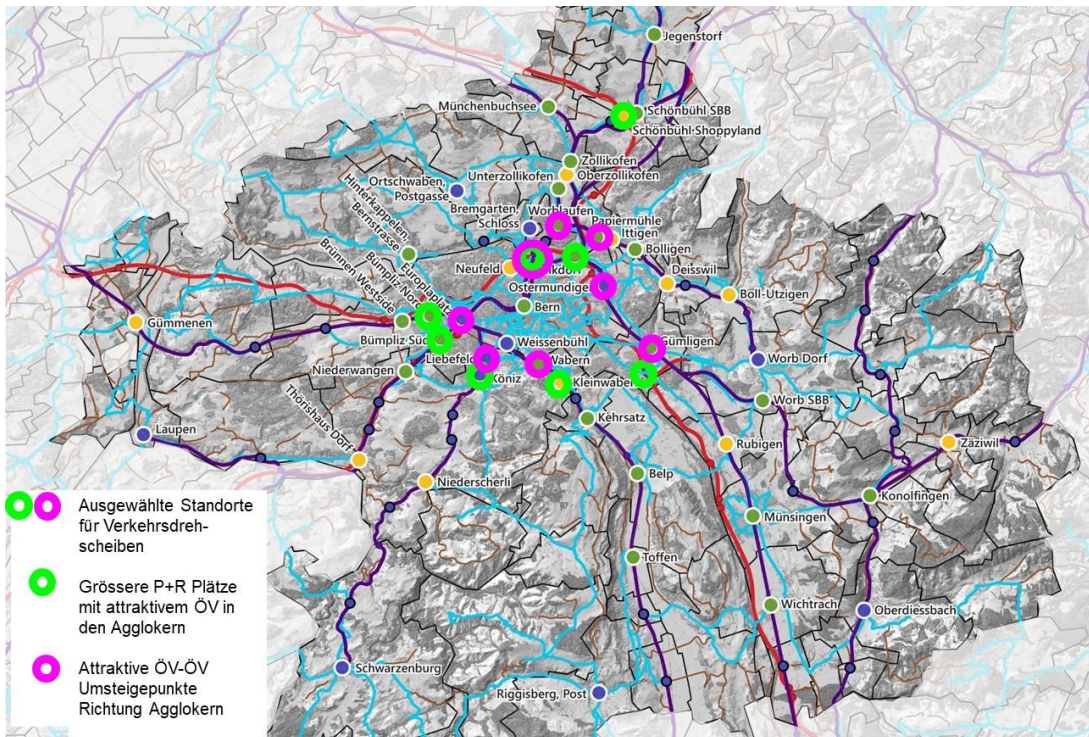 Jegenstorf
Münchenbuchsee
Schönbühl SBB
Schönbühl Shoppyland
Zollikofen
Unterzollikofen
Oberzollikofen
Ortschwaben,
Postgasse
Hinterkappelen,
Bernstrasse
Bremgarten,
Schloss
Worblaufen
Papiermühle
Ittigen
Bolligen
Brünnen Westside
Bümpliz Nord
Neufeld
Deisswil
Ostermundige
Boll-Utzigen
Bern
Gümmenen
Bümpliz Süd
Weissenbühl
Gümligen
Liebefeld
Wabern
Worb Dorf
Niederwangen
Köniz
Kleinwabern
Worb SBB
Kehrsatz
Laupen
Thörishaus Dorf
Rubigen
Zäziwil
Niederscherli
Belp
Konolfingen
Münsingen
Toffen
Wichtrach
Oberdiessbach
Schwarzenburg
Riggisberg, Post
Ausgewählte Standorte
für Verkehrsdreh-
scheiben
Grössere P+R Plätze
mit attraktivem ÖV in
den Agglokern
Attraktive ÖV-ÖV
Umsteigepunkte
Richtung Agglokern